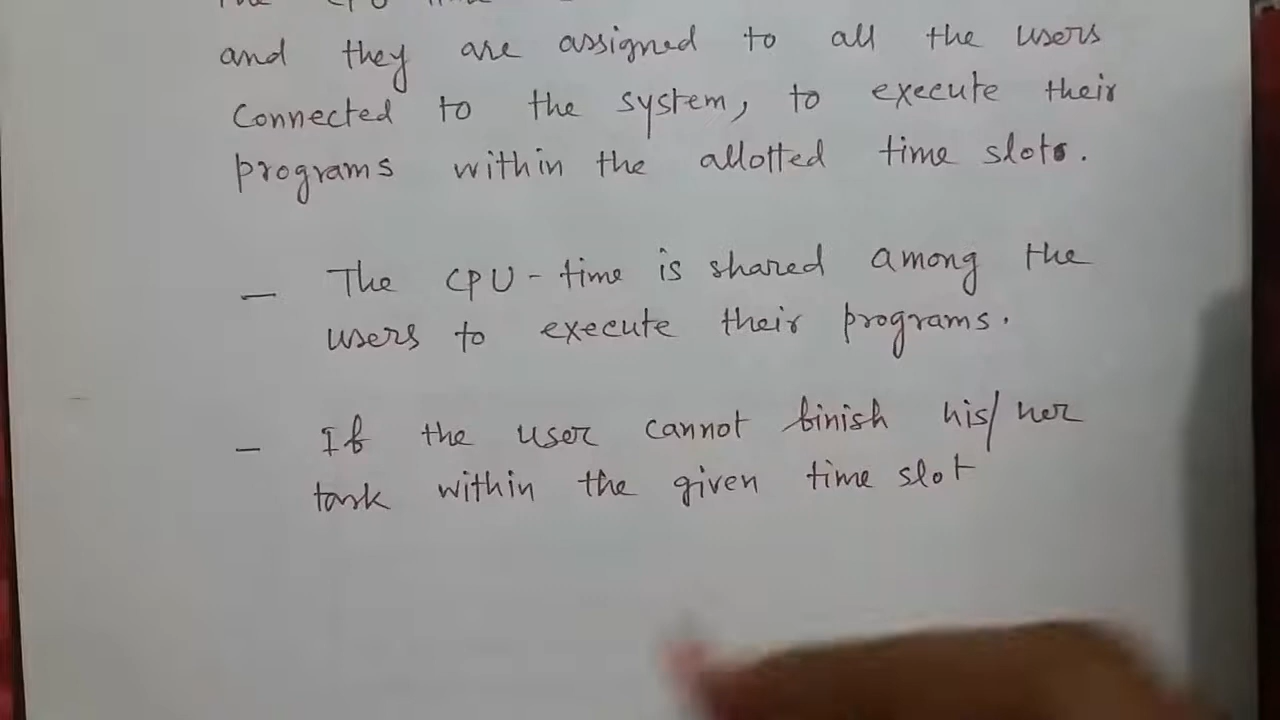 and they are assigned to all the users
Connected to the system, to execute their
programs within the allotted time slots.
— The CPU-time is shared among the
users to execute their programs.
— If the user cannot finish his/her
task within the given time slot